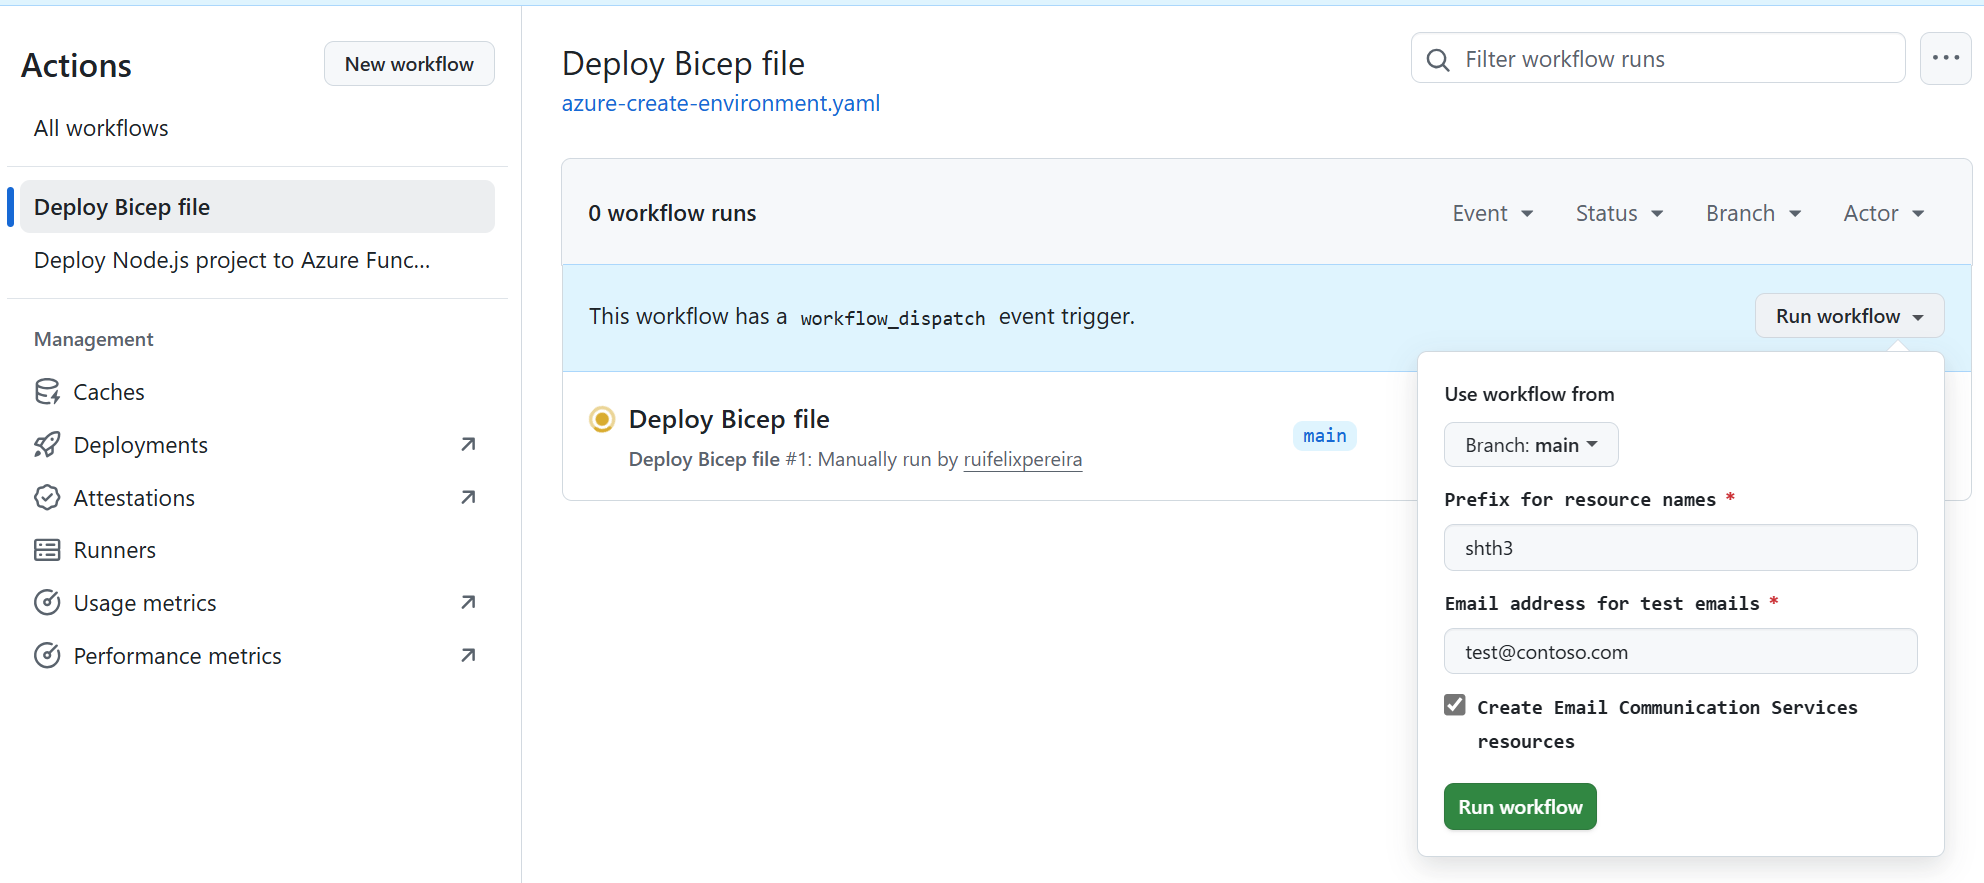 Actions
New workflow
All workflows
Deploy Bicep file
Deploy Node.js project to Azure Func...
Management
Caches
Deployments
Attestations
Runners
Usage metrics
Performance metrics
Deploy Bicep file
azure-create-environment.yaml
Filter workflow runs
0 workflow runs
Event Status Branch Actor
This workflow has a workflow_dispatch event trigger.
Run workflow
Deploy Bicep file
Deploy Bicep file #1: Manually run by ruifelixpereira
main
Use workflow from
Branch: main
Prefix for resource names *
shth3
Email address for test emails *
test@contoso.com
Create Email Communication Services
resources
Run workflow